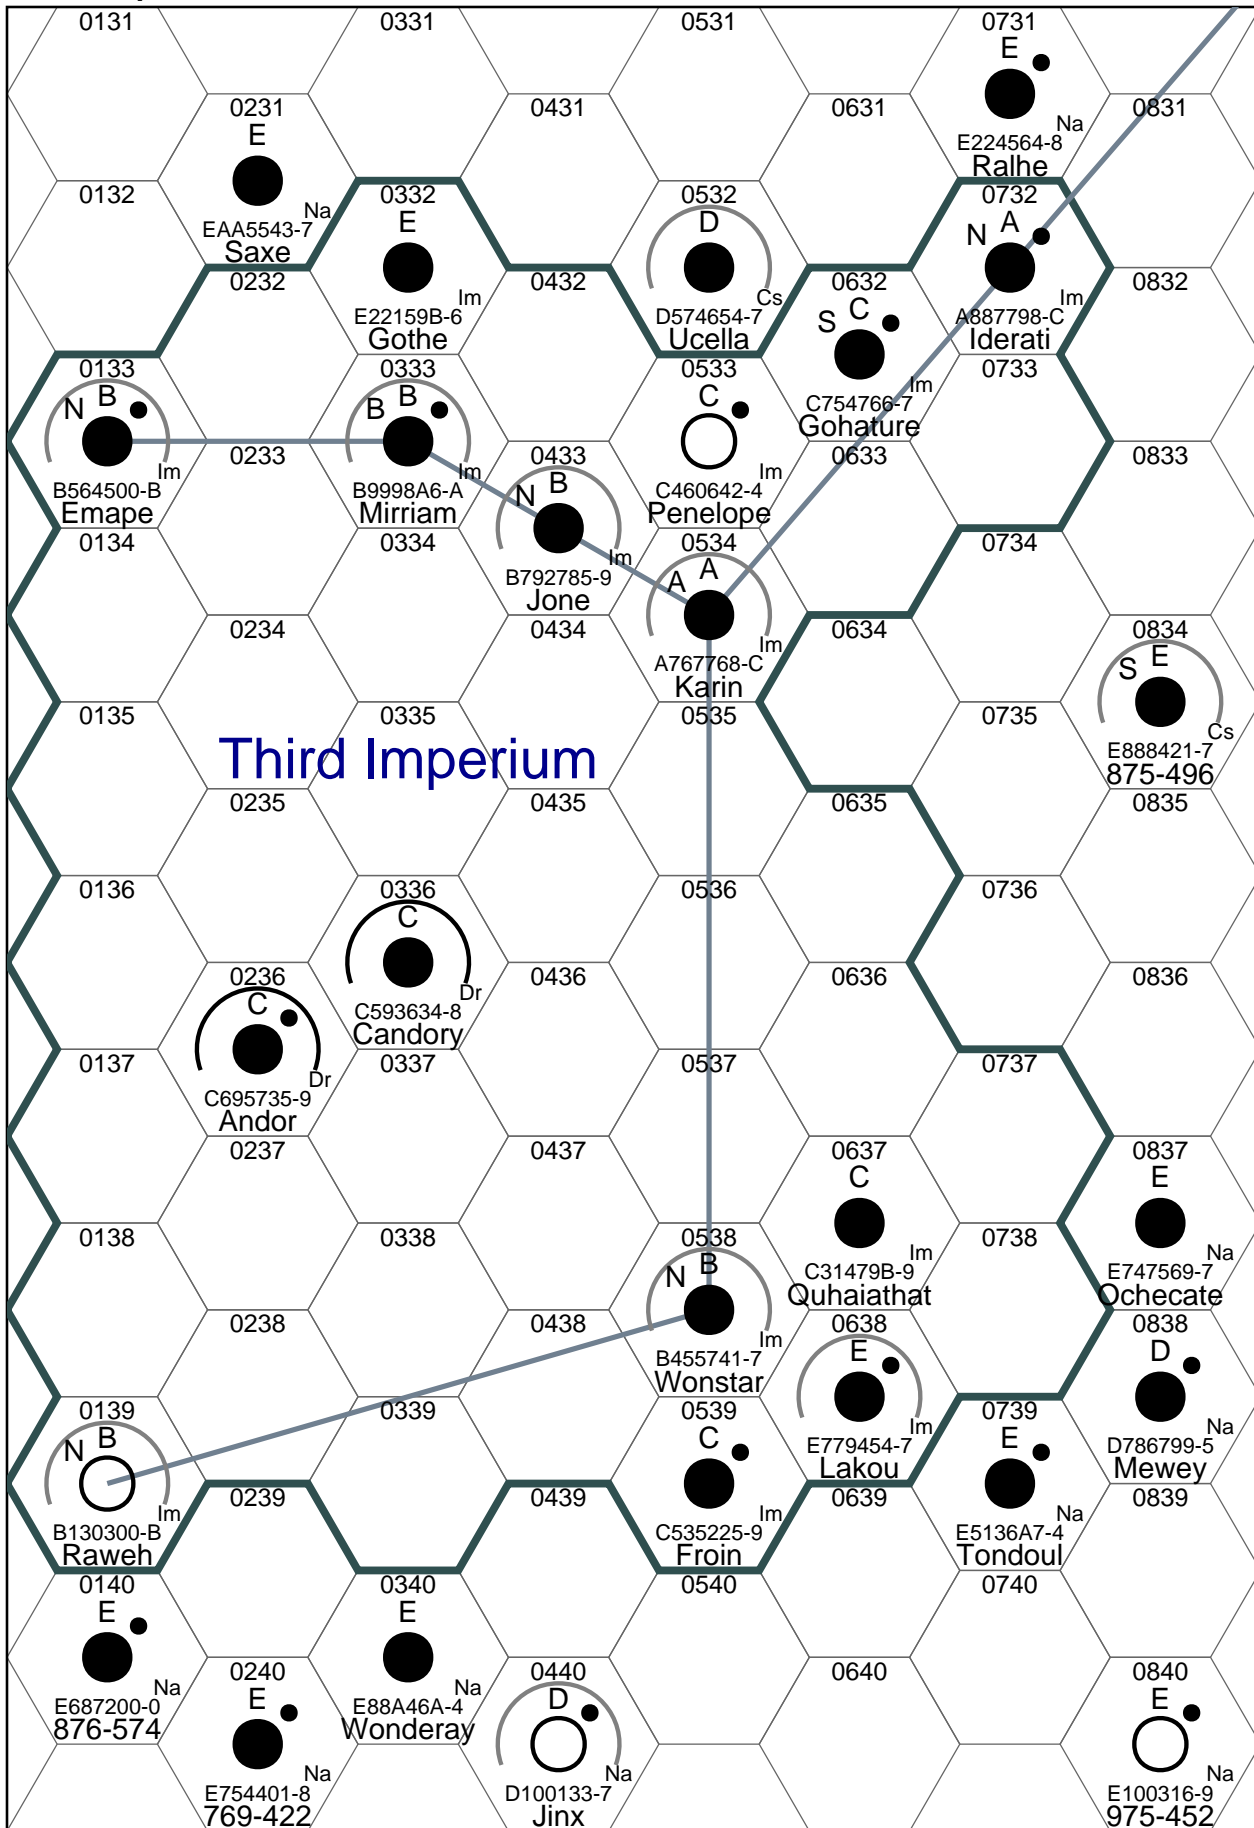 0131
0331
0531
0731
E
0231
E
0431
0631
Na
0831
E224564-8
Ralhe
0132
Na
EAA5543-7
Saxe
0332
E
0532
D
0732
N A
0232
Im
E22159B-6
Gothe
0432
Cs
D574654-7
Ucella
0632
S C
Im
A887798-C
Iderati
0832
0133
N B
0333
B B
0533
C
Im
C754766-7
Gohature
0733
Im
B564500-B
Emape
0233
Im
B9998A6-A
Mirriam
0433
N B
Im
C460642-4
Penelope
0633
0833
0134
0334
Im
B792785-9
Jone
0534
A A
0734
0234
0434
Im
A767768-C
Karin
0634
0834
S E
0135
0335
0535
0735
Cs
E888421-7
875-496
Third Imperium
0235
0435
0635
0835
0136
0336
C
0536
0736
0236
C
Dr
C593634-8
Candory
0436
0636
0836
0137
Dr
C695735-9
Andor
0337
0537
0737
0237
0437
0637
C
0837
E
0138
0338
0538
N B
Im
C31479B-9
Quhaiathat
0738
Na
E747569-7
Ochecate
0238
0438
Im
B455741-7
Wonstar
0638
E
0838
D
0139
N B
0339
0539
C
Im
E779454-7
Lakou
0739
E
Na
D786799-5
Mewey
Im
B130300-B
Raweh
0239
0439
Im
C535225-9
Froin
0639
Na
E5136A7-4
Tondoul
0839
0140
E
0340
E
0540
0740
Na
E687200-0
876-574
0240
E
Na
E88A46A-4
Wonderay
0440
D
0640
0840
E
Na
E754401-8
769-422
Na
D100133-7
Jinx
Na
E100316-9
975-452